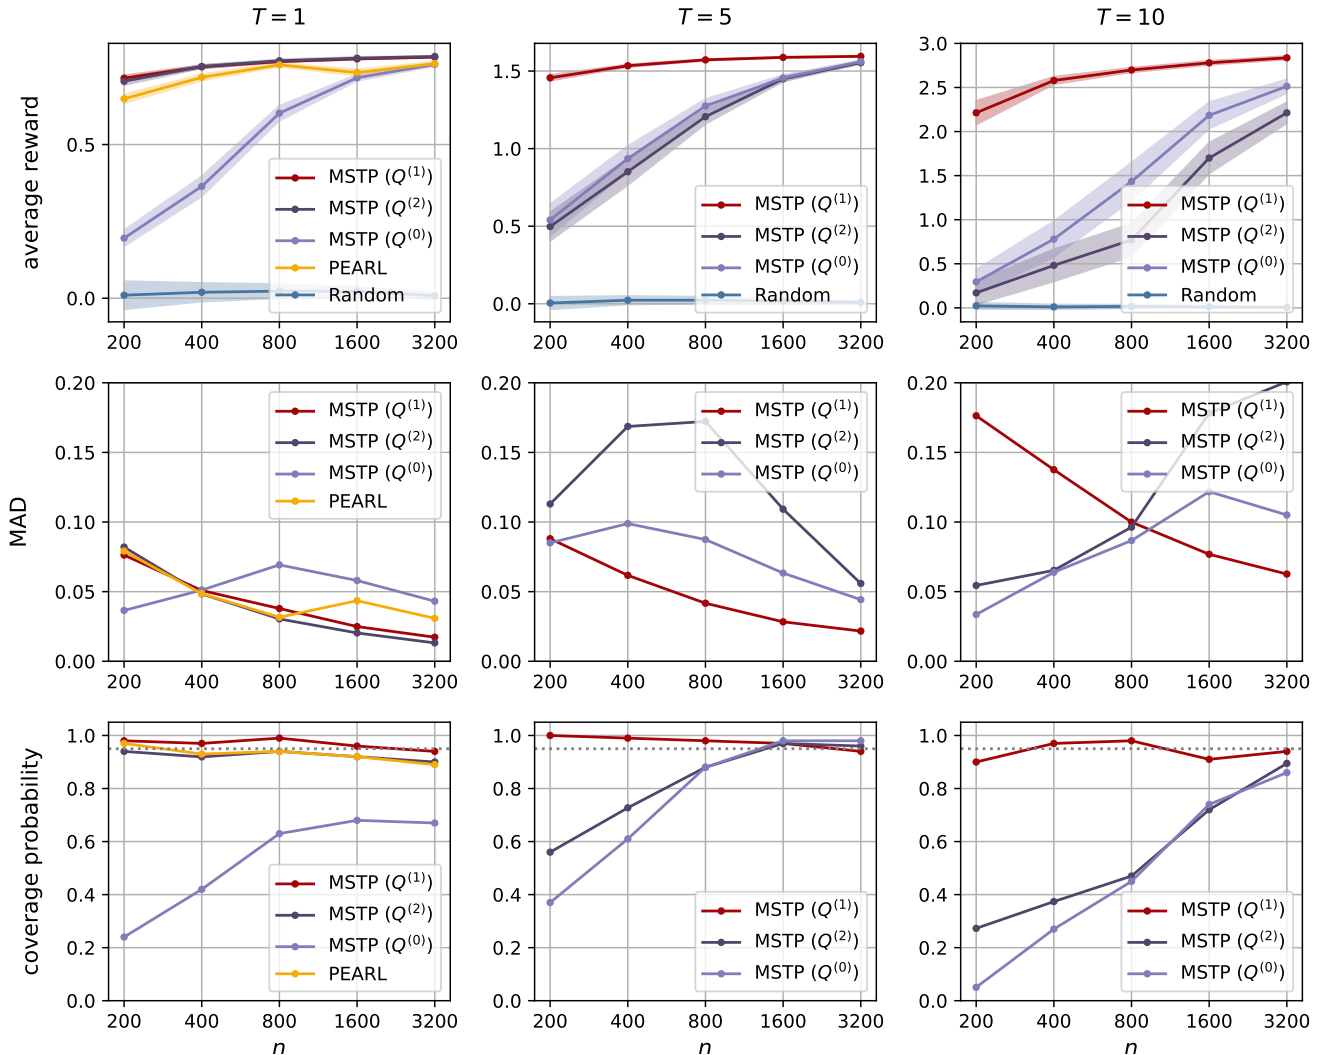 T = 1
T = 5
T = 10
average reward
0.5
0.0
200 400 800 1600 3200
MSTP (Q^(1))
MSTP (Q^(2))
MSTP (Q^(0))
PEARL
Random
1.5
1.0
0.5
0.0
200 400 800 1600 3200
MSTP (Q^(1))
MSTP (Q^(2))
MSTP (Q^(0))
Random
3.0
2.5
2.0
1.5
1.0
0.5
0.0
200 400 800 1600 3200
MSTP (Q^(1))
MSTP (Q^(2))
MSTP (Q^(0))
Random
MAD
0.20
0.15
0.10
0.05
0.00
200 400 800 1600 3200
MSTP (Q^(1))
MSTP (Q^(2))
MSTP (Q^(0))
PEARL
0.20
0.15
0.10
0.05
0.00
200 400 800 1600 3200
MSTP (Q^(1))
MSTP (Q^(2))
MSTP (Q^(0))
0.20
0.15
0.10
0.05
0.00
200 400 800 1600 3200
MSTP (Q^(1))
MSTP (Q^(2))
MSTP (Q^(0))
coverage probability
1.0
0.8
0.6
0.4
0.2
0.0
200 400 800 1600 3200
n
MSTP (Q^(1))
MSTP (Q^(2))
MSTP (Q^(0))
PEARL
1.0
0.8
0.6
0.4
0.2
0.0
200 400 800 1600 3200
n
MSTP (Q^(1))
MSTP (Q^(2))
MSTP (Q^(0))
1.0
0.8
0.6
0.4
0.2
0.0
200 400 800 1600 3200
n
MSTP (Q^(1))
MSTP (Q^(2))
MSTP (Q^(0))